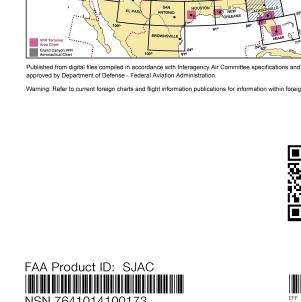 HOUSTON
SAN
ANTONIO
NEW
ORLEANS
EL PASO
BROWNSVILLE
MIAMI
VFR Terminal
Area Chart
Grand Canyon VFR
Aeronautical Chart
Published from digital files compiled in accordance with Interagency Air Committee specifications and
approved by Department of Defense - Federal Aviation Administration.
Warning: Refer to current foreign charts and flight information publications for information within foreig
FAA Product ID: SJAC
NSN 7641014100173
EFF.